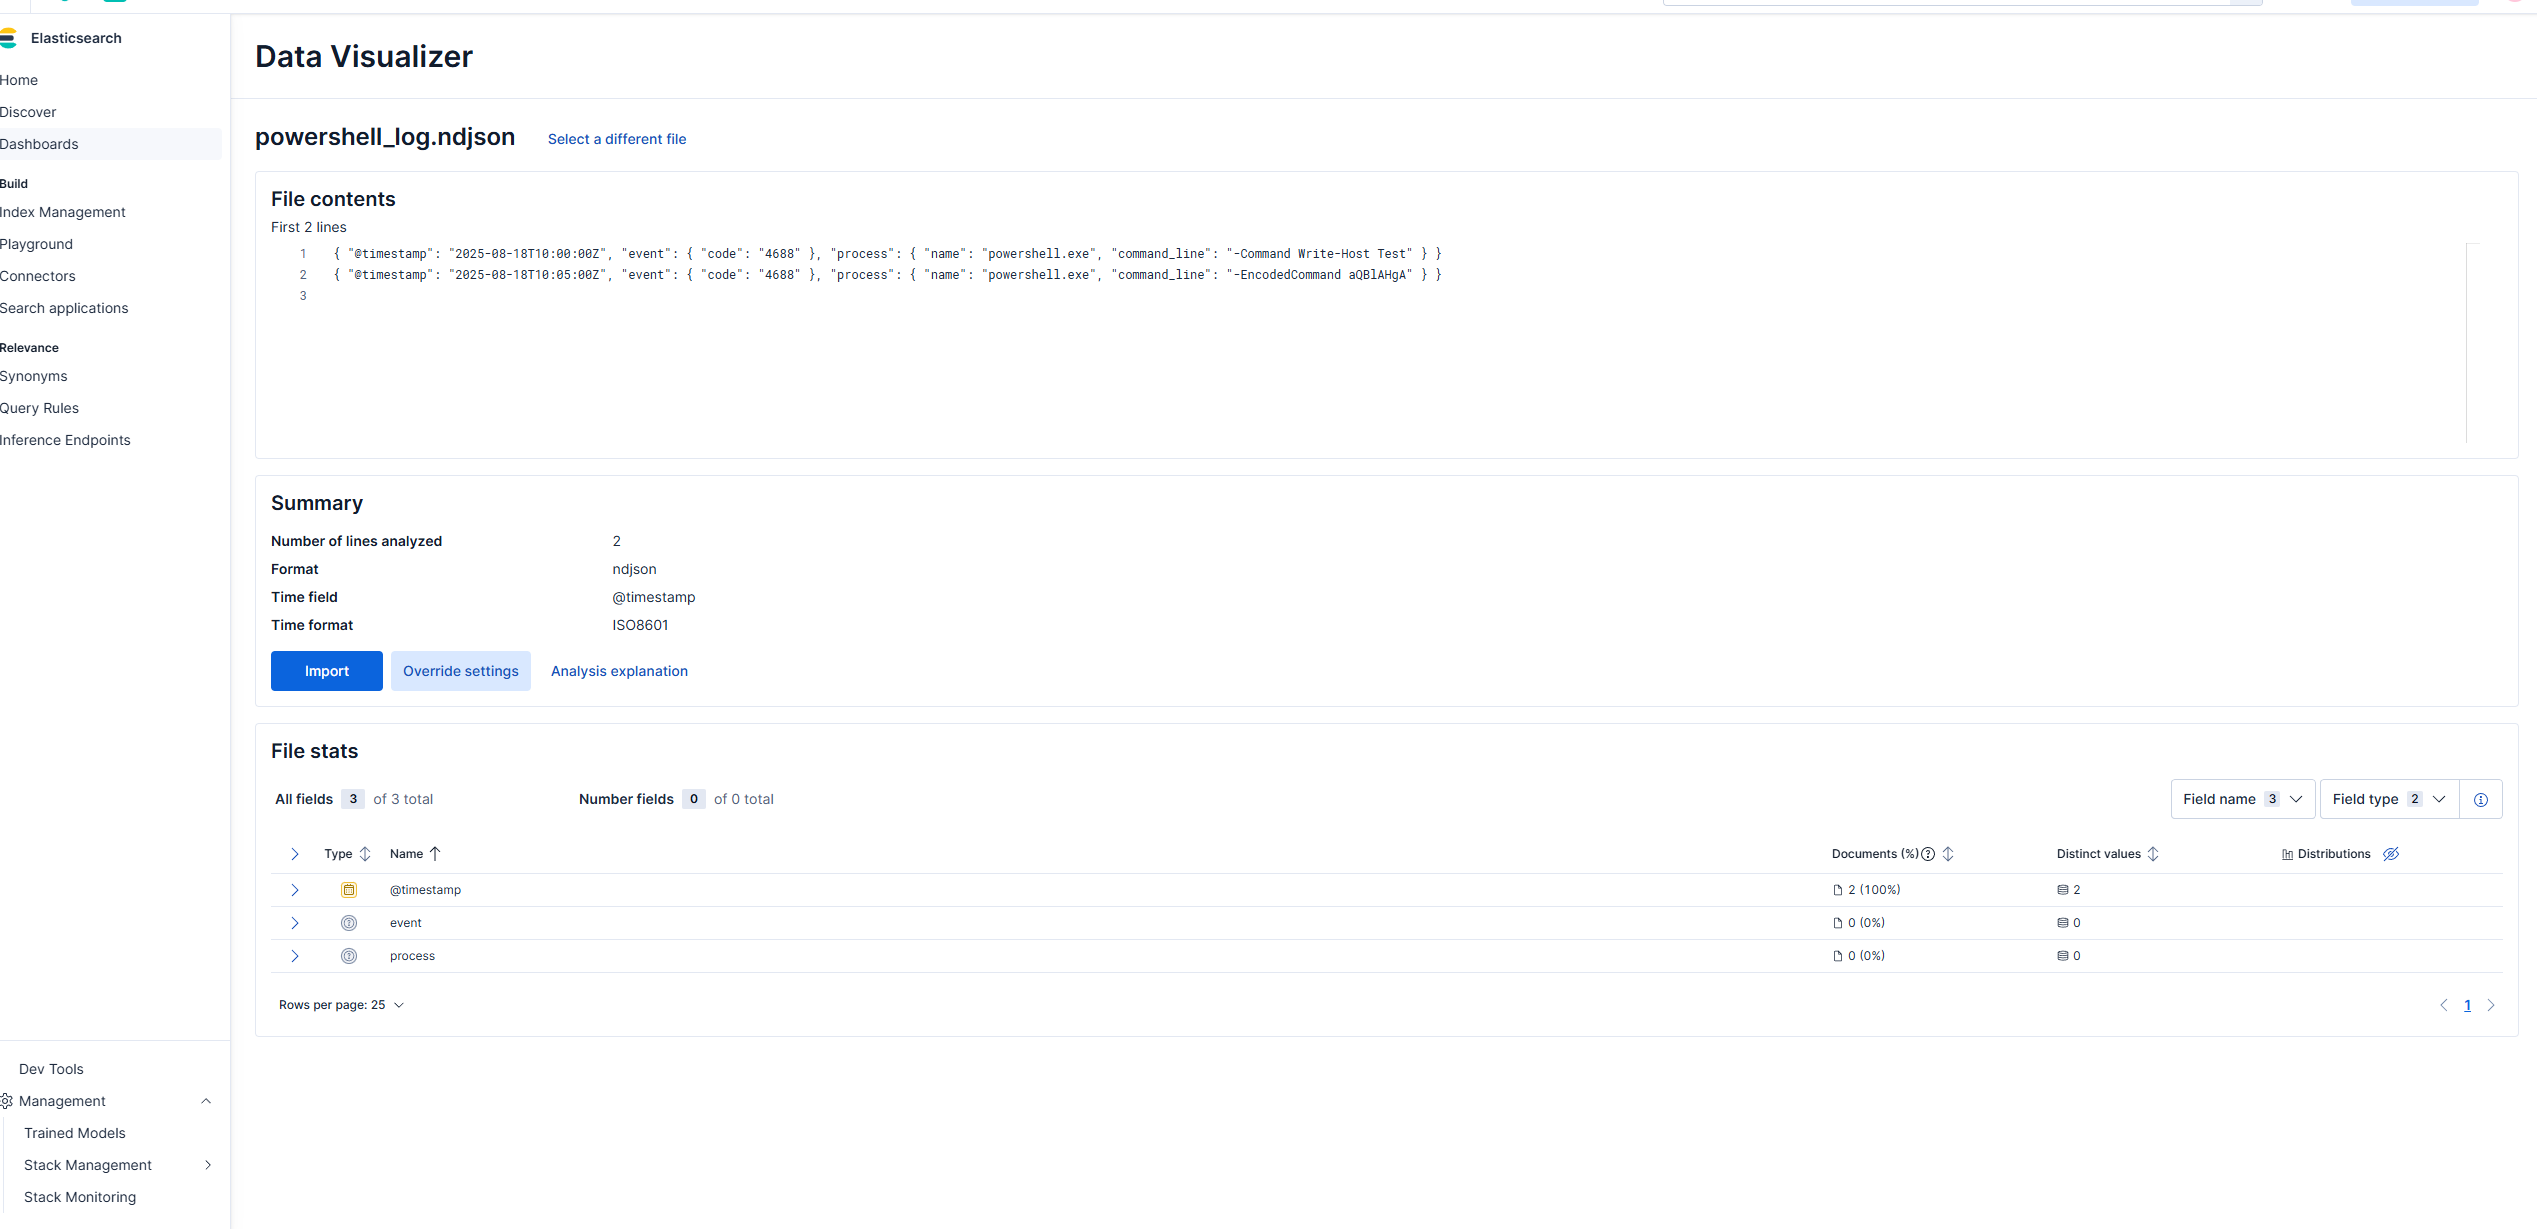 Elasticsearch
Home
Discover
Dashboards
Build
Index Management
Playground
Connectors
Search applications
Relevance
Synonyms
Query Rules
Inference Endpoints
Dev Tools
Management
Trained Models
Stack Management
Stack Monitoring
Data Visualizer
powershell_log.ndjson Select a different file
File contents
First 2 lines
1 { "@timestamp": "2025-08-18T10:00:00Z", "event": { "code": "4688" }, "process": { "name": "powershell.exe", "command_line": "-Command Write-Host Test" } }
2 { "@timestamp": "2025-08-18T10:05:00Z", "event": { "code": "4688" }, "process": { "name": "powershell.exe", "command_line": "-EncodedCommand aQBlAHgA" } }
3
Summary
Number of lines analyzed 2
Format ndjson
Time field @timestamp
Time format ISO8601
Import Override settings Analysis explanation
File stats
All fields 3 of 3 total Number fields 0 of 0 total Field name 3 Field type 2
Type Name Documents (%) Distinct values Distributions
@timestamp 2 (100%) 2
event 0 (0%) 0
process 0 (0%) 0
Rows per page: 25 1